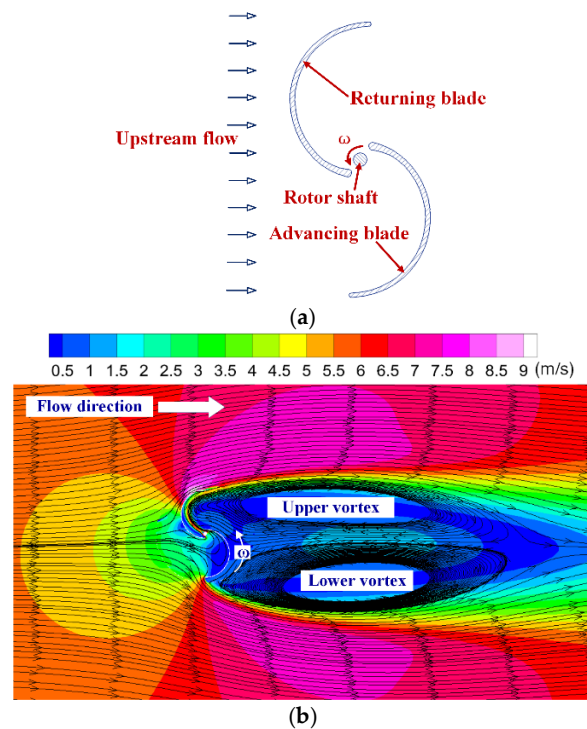 Returning blade
Upstream flow
ω
Rotor shaft
Advancing blade
(a)
0.5 1 1.5 2 2.5 3 3.5 4 4.5 5 5.5 6 6.5 7 7.5 8 8.5 9 (m/s)
Flow direction
Upper vortex
ω
Lower vortex
(b)